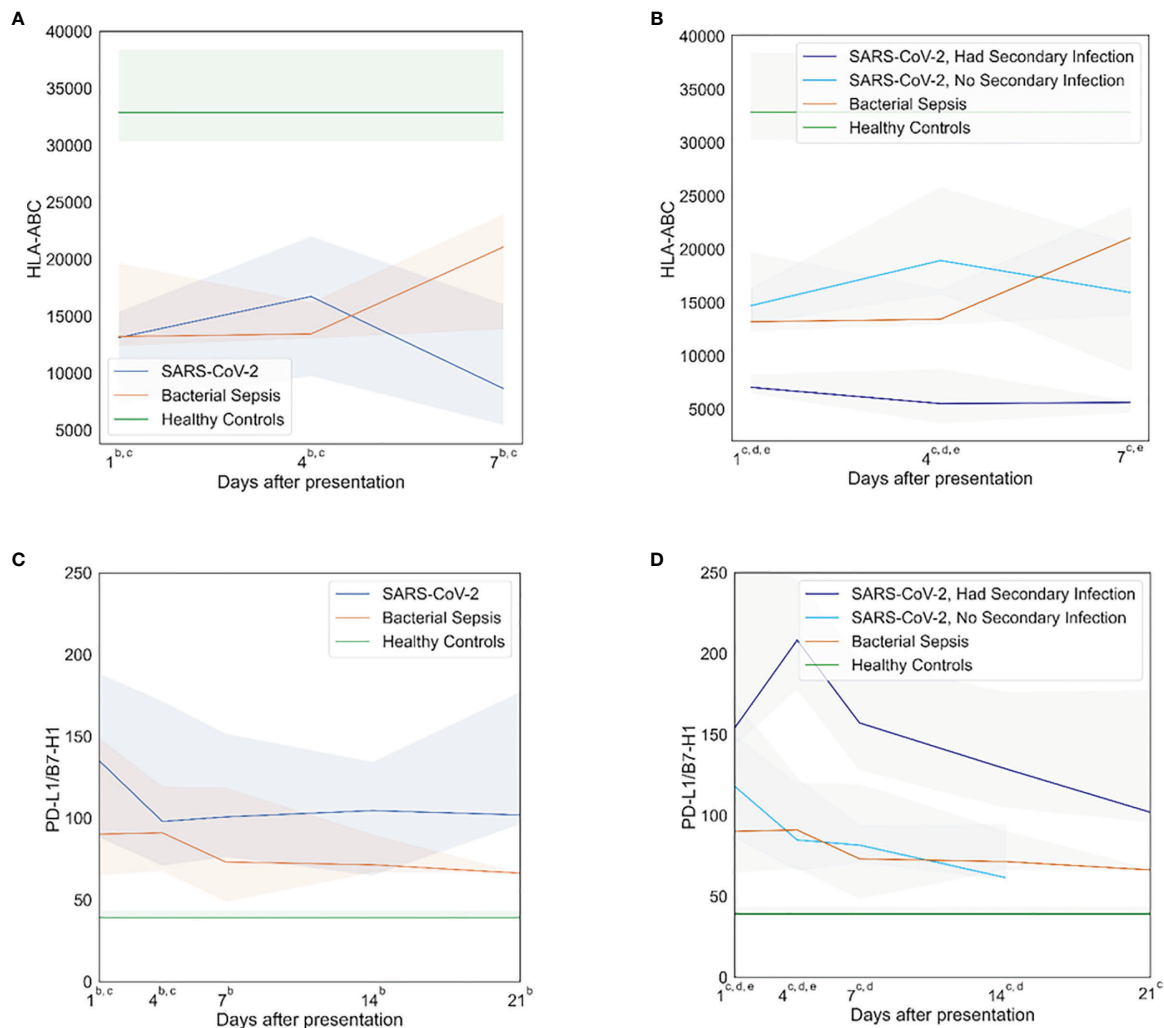 A
40000
35000
30000
25000
20000
15000
10000
5000
HLA-ABC
SARS-CoV-2
Bacterial Sepsis
Healthy Controls
1b, c
4b, c
7b, c
Days after presentation
B
40000
35000
30000
25000
20000
15000
10000
5000
HLA-ABC
SARS-CoV-2, Had Secondary Infection
SARS-CoV-2, No Secondary Infection
Bacterial Sepsis
Healthy Controls
1c, d, e
4c, d, e
7c, e
Days after presentation
C
250
200
150
100
50
0
PD-L1/B7-H1
SARS-CoV-2
Bacterial Sepsis
Healthy Controls
1b, c
4b, c
7b
14b
21b
Days after presentation
D
250
200
150
100
50
0
PD-L1/B7-H1
SARS-CoV-2, Had Secondary Infection
SARS-CoV-2, No Secondary Infection
Bacterial Sepsis
Healthy Controls
1c, d, e
4c, d, e
7c, d
14c, d
21c
Days after presentation